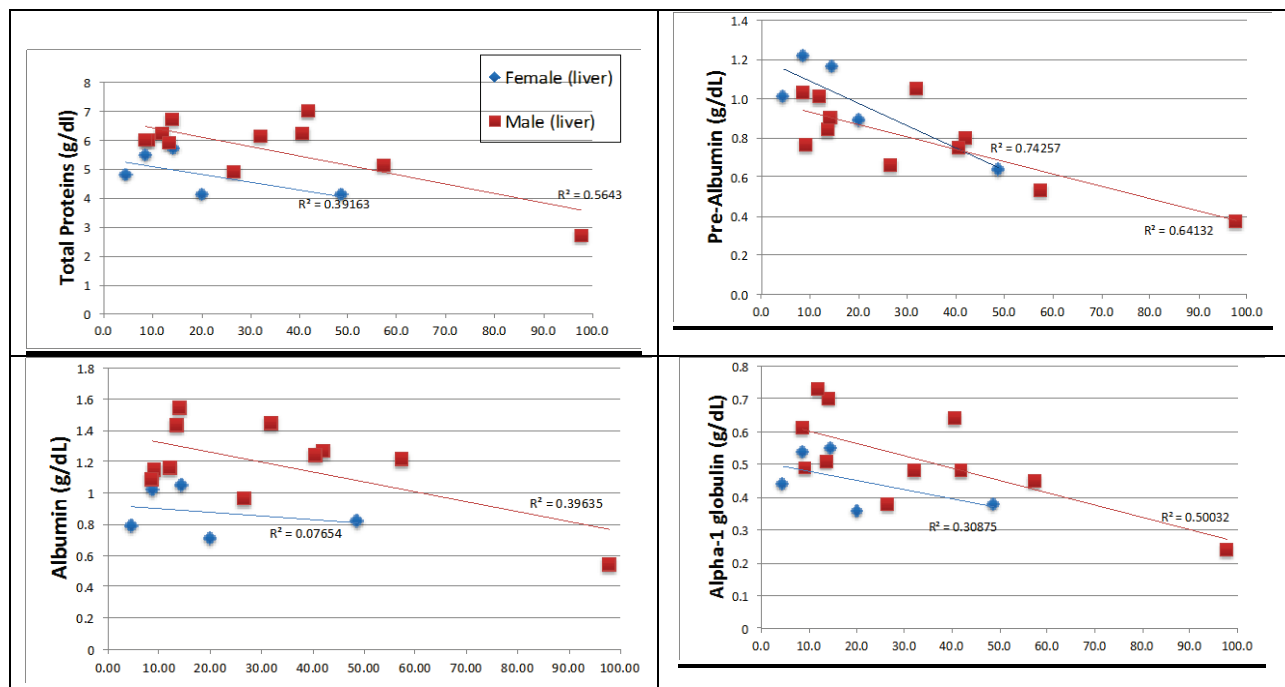 Total Proteins (g/dl)
8
7
6
5
4
3
2
1
0
0.0 10.0 20.0 30.0 40.0 50.0 60.0 70.0 80.0 90.0 100.0
Female (liver)
Male (liver)
R² = 0.39163
R² = 0.5643
Pre-Albumin (g/dL)
1.4
1.2
1.0
0.8
0.6
0.4
0.2
0.0
0.0 10.0 20.0 30.0 40.0 50.0 60.0 70.0 80.0 90.0 100.0
R² = 0.74257
R² = 0.64132
Albumin (g/dL)
1.8
1.6
1.4
1.2
1
0.8
0.6
0.4
0.2
0
0.00 10.00 20.00 30.00 40.00 50.00 60.00 70.00 80.00 90.00 100.00
R² = 0.39635
R² = 0.07654
Alpha-1 globulin (g/dL)
0.8
0.7
0.6
0.5
0.4
0.3
0.2
0.1
0
0.0 10.0 20.0 30.0 40.0 50.0 60.0 70.0 80.0 90.0 100.0
R² = 0.30875
R² = 0.50032